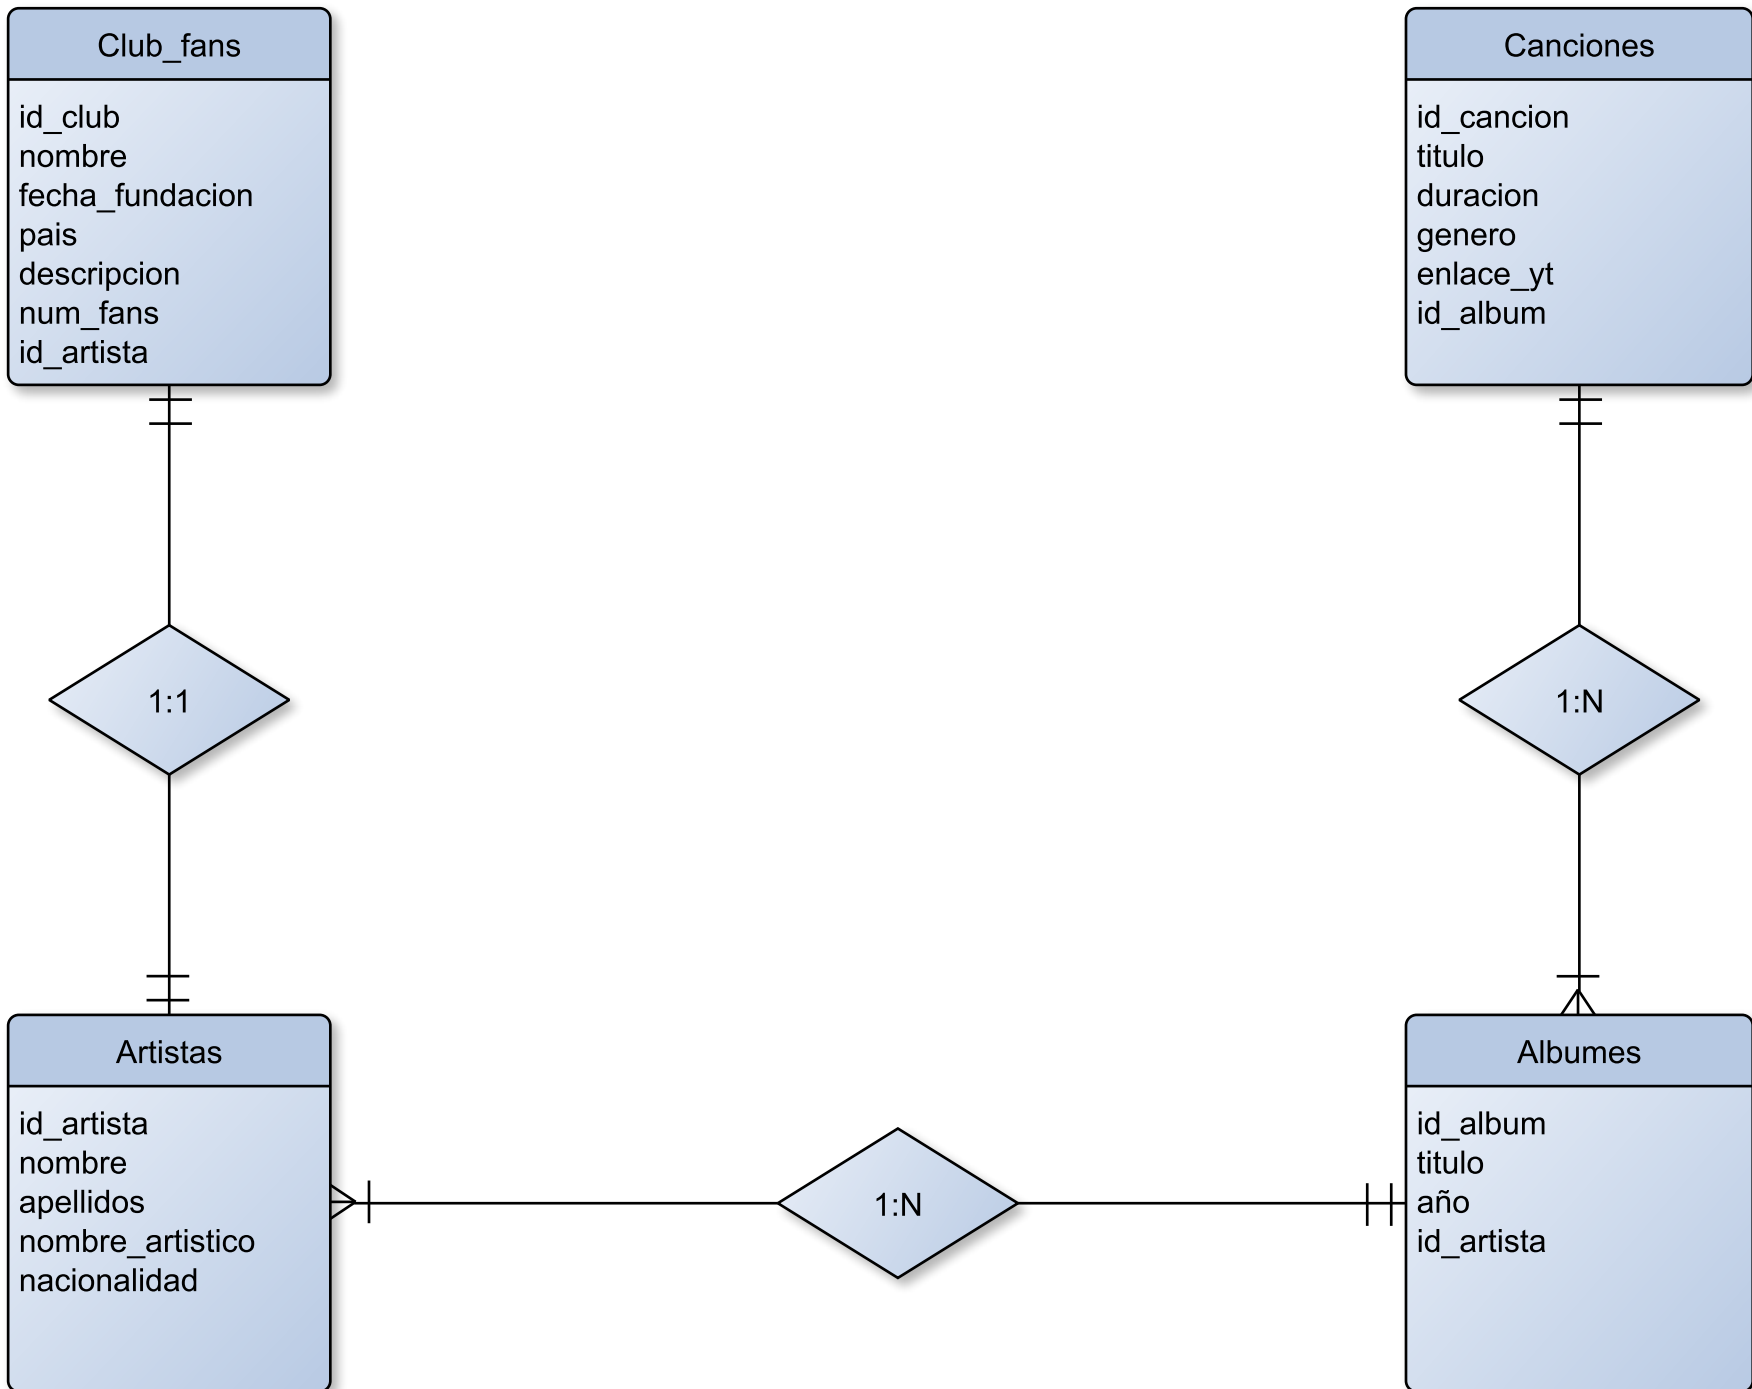 Club_fans
id_club
nombre
fecha_fundacion
pais
descripcion
num_fans
id_artista
Canciones
id_cancion
titulo
duracion
genero
enlace_yt
id_album
1:1
1:N
Artistas
id_artista
nombre
apellidos
nombre_artistico
nacionalidad
1:N
Albumes
id_album
titulo
año
id_artista